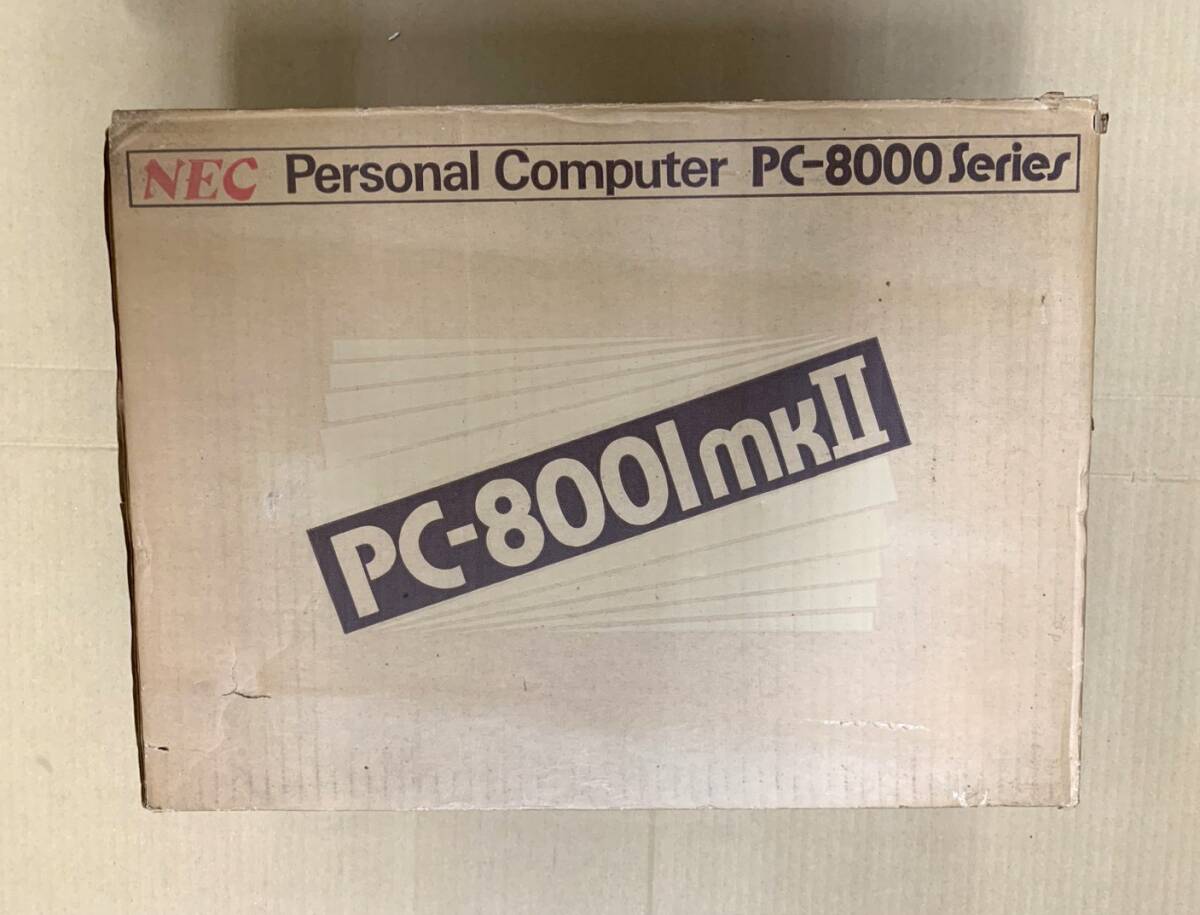 NEC Personal Computer PC-8000 Series
PC-8001mkII